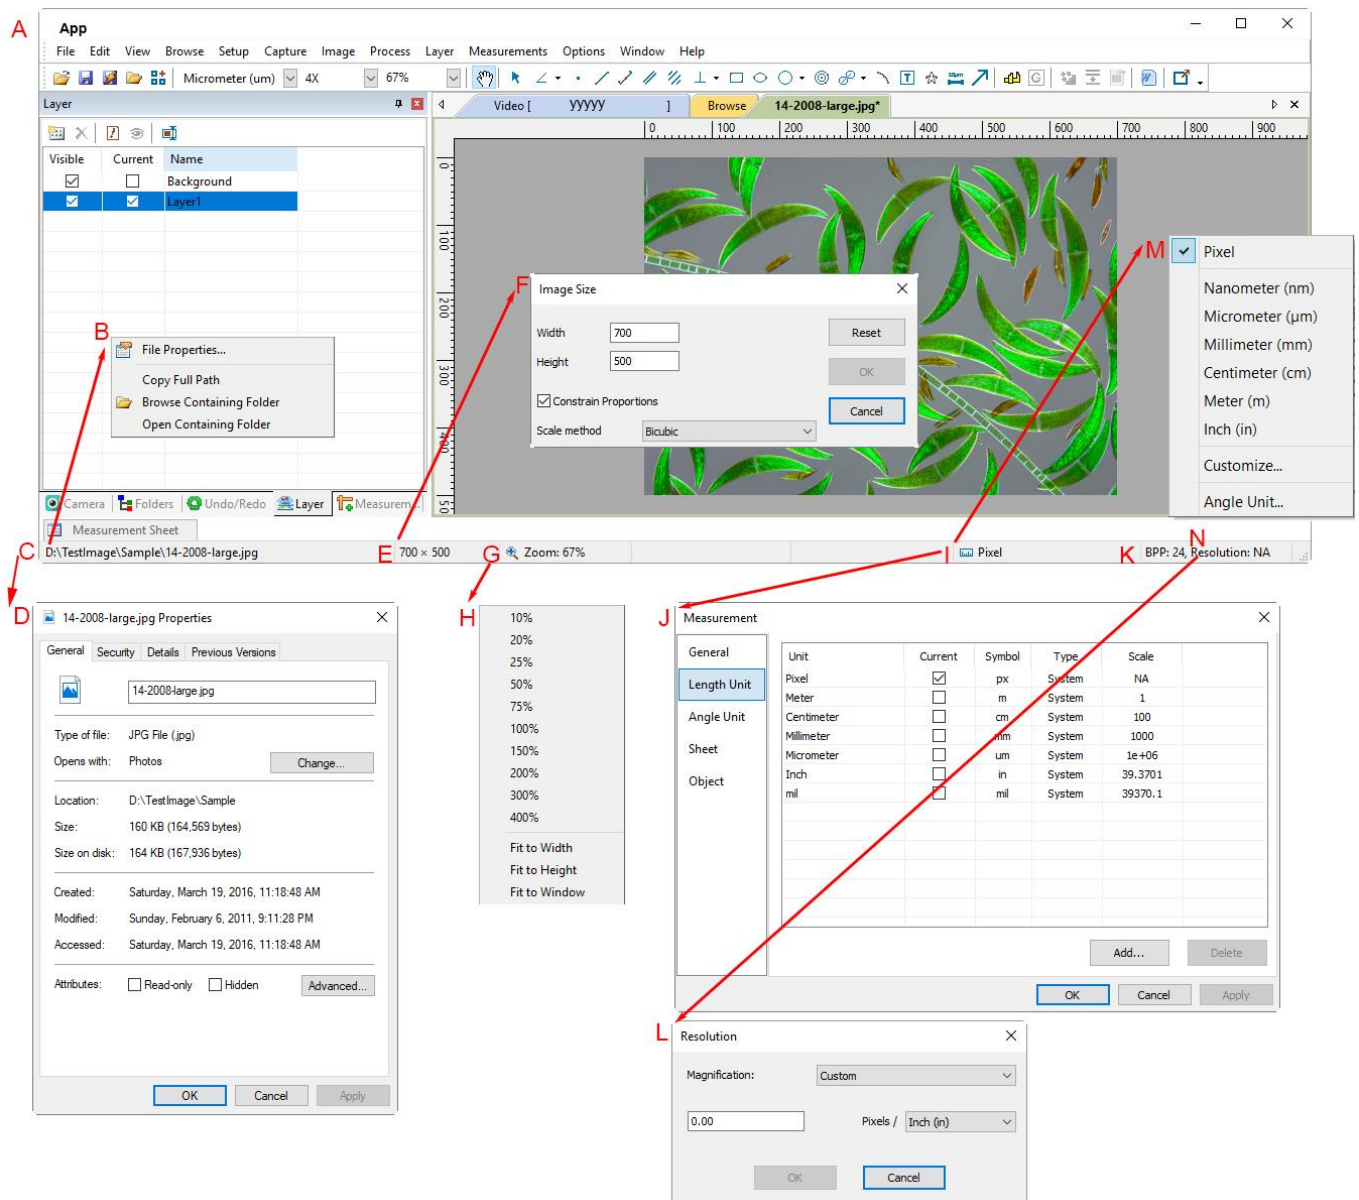 A
App
File Edit View Browse Setup Capture Image Process Layer Measurements Options Window Help
Micrometer (um) 4X 67%
Layer
Video [ yyyyy ] Browse 14-2008-large.jpg*
0 100 200 300 400 500 600 700 800 900
Visible Current Name
Background
Layer1
0
100
200
300
400
50
M
Pixel
Nanometer (nm)
Micrometer (μm)
Millimeter (mm)
Centimeter (cm)
Meter (m)
Inch (in)
Customize...
Angle Unit...
F
Image Size
Width 700 Reset
Height 500 OK
Constrain Proportions Cancel
Scale method Bicubic
B
File Properties...
Copy Full Path
Browse Containing Folder
Open Containing Folder
Camera Folders Undo/Redo Layer Measurem...
Measurement Sheet
C D:\TestImage\Sample\14-2008-large.jpg E 700 × 500 G Zoom: 67% I Pixel K BPP: 24, Resolution: NA
N
D
14-2008-large.jpg Properties
General Security Details Previous Versions
14-2008-large.jpg
Type of file: JPG File (.jpg)
Opens with: Photos Change...
Location: D:\TestImage\Sample
Size: 160 KB (164,569 bytes)
Size on disk: 164 KB (167,936 bytes)
Created: Saturday, March 19, 2016, 11:18:48 AM
Modified: Sunday, February 6, 2011, 9:11:28 PM
Accessed: Saturday, March 19, 2016, 11:18:48 AM
Attributes: Read-only Hidden Advanced...
OK Cancel Apply
H
10%
20%
25%
50%
75%
100%
150%
200%
300%
400%
Fit to Width
Fit to Height
Fit to Window
J
Measurement
General
Length Unit
Angle Unit
Sheet
Object
Unit Current Symbol Type Scale
Pixel px System NA
Meter m System 1
Centimeter cm System 100
Millimeter mm System 1000
Micrometer um System 1e+06
Inch in System 39.3701
mil mil System 39370.1
Add... Delete
OK Cancel Apply
L
Resolution
Magnification: Custom
0.00 Pixels / Inch (in)
OK Cancel